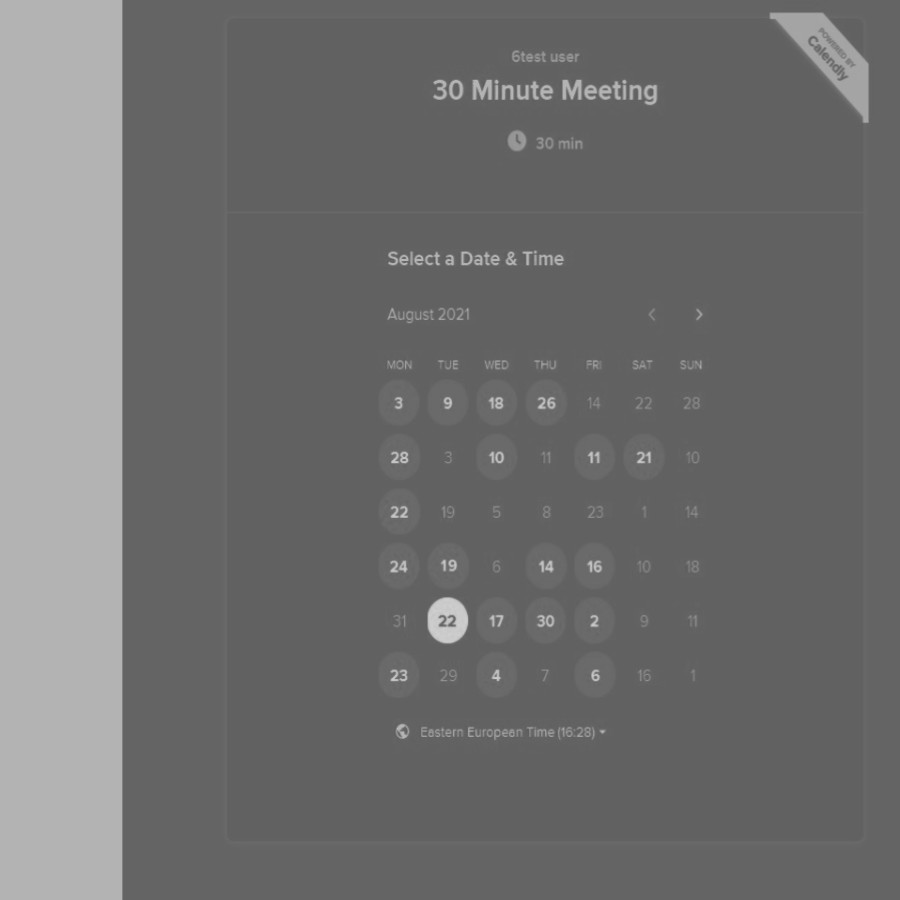 POWERED BY
Calendly
6test user
30 Minute Meeting
30 min
Select a Date & Time
August 2021
MON TUE WED THU FRI SAT SUN
3 9 18 26 14 22 28
28 3 10 11 11 21 10
22 19 5 8 23 1 14
24 19 6 14 16 10 18
31 22 17 30 2 9 11
23 29 4 7 6 16 1
Eastern European Time (16:28)